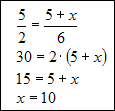 5/2 = (5 + x)/6
30 = 2 · (5 + x)
15 = 5 + x
x = 10